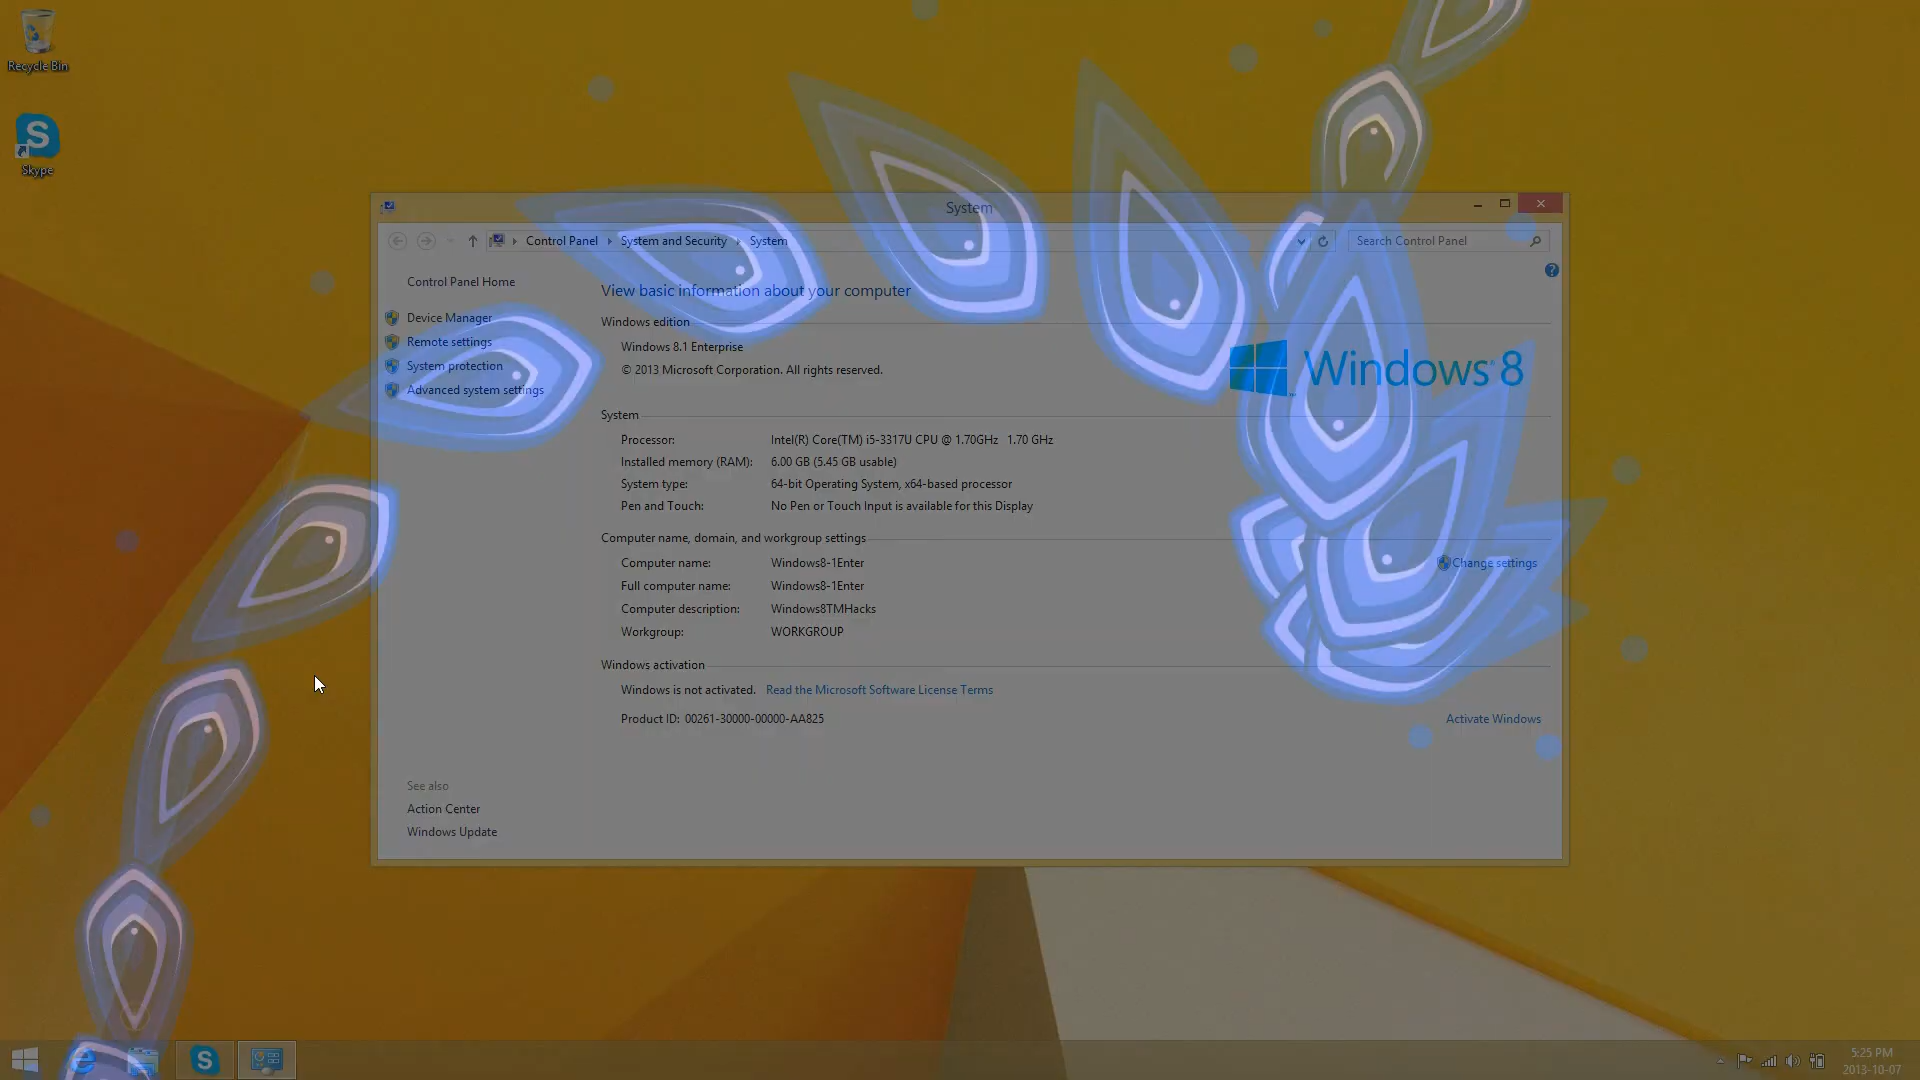 Recycle Bin
Skype
System
Control Panel
System and Security
System
Search Control Panel
Control Panel Home
Device Manager
Remote settings
System protection
Advanced system settings
View basic information about your computer
Windows edition
Windows 8.1 Enterprise
© 2013 Microsoft Corporation. All rights reserved.
Windows 8
System
Processor: Intel(R) Core(TM) i5-3317U CPU @ 1.70GHz 1.70 GHz
Installed memory (RAM): 6.00 GB (5.45 GB usable)
System type: 64-bit Operating System, x64-based processor
Pen and Touch: No Pen or Touch Input is available for this Display
Computer name, domain, and workgroup settings
Computer name: Windows8-1Enter
Change settings
Full computer name: Windows8-1Enter
Computer description: Windows8TMHacks
Workgroup: WORKGROUP
Windows activation
Windows is not activated. Read the Microsoft Software License Terms
Product ID: 00261-30000-00000-AA825
Activate Windows
See also
Action Center
Windows Update
5:25 PM
2013-10-07